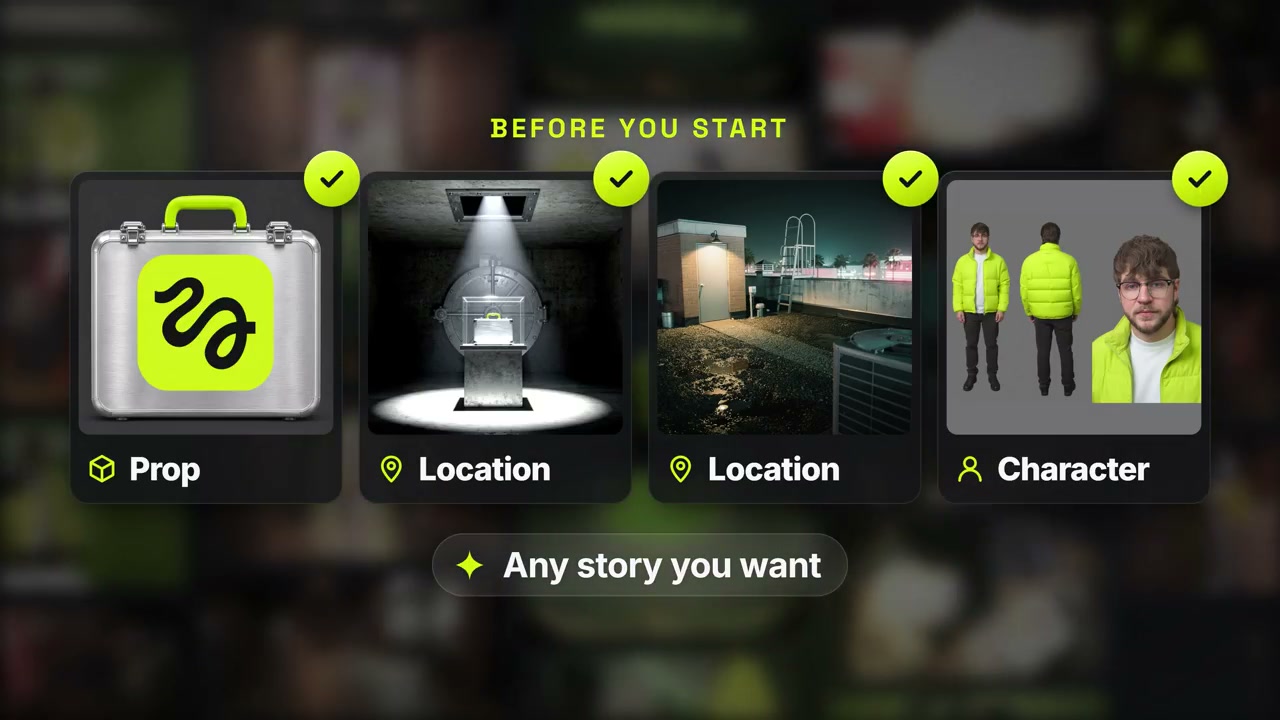 BEFORE YOU START
Prop
Location
Location
Character
Any story you want